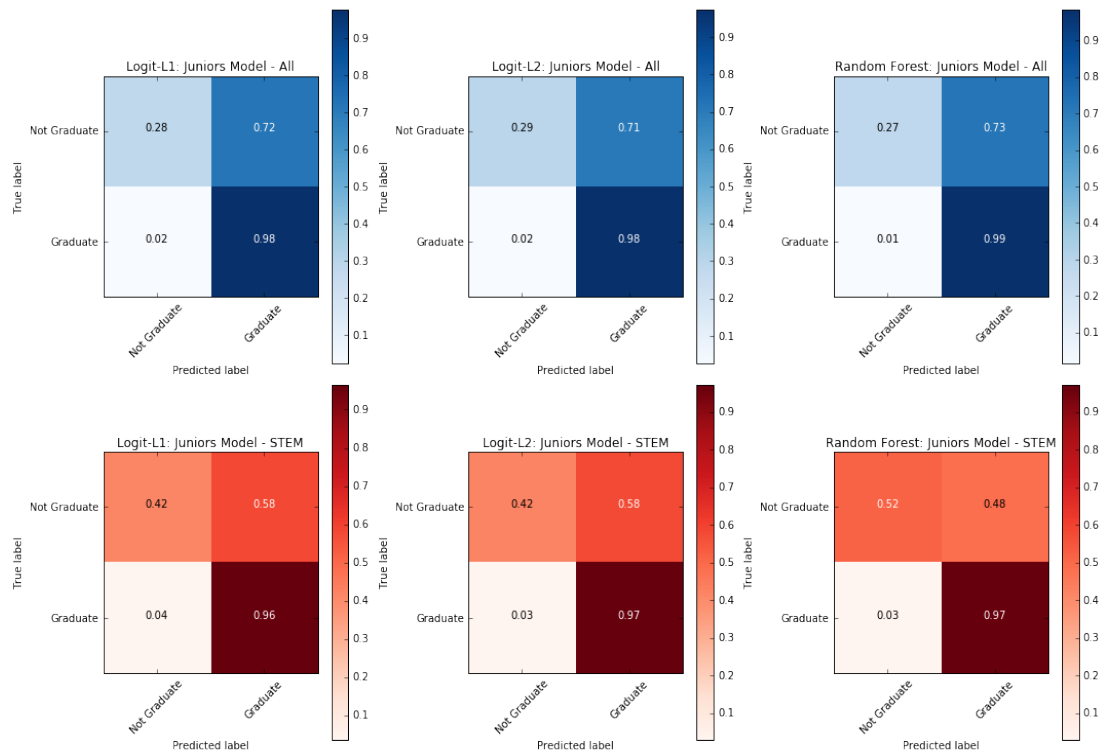 Logit-L1: Juniors Model - All
True label
Not Graduate
Graduate
0.28 0.72
0.02 0.98
Not Graduate Graduate
Predicted label
0.9
0.8
0.7
0.6
0.5
0.4
0.3
0.2
0.1
Logit-L2: Juniors Model - All
True label
Not Graduate
Graduate
0.29 0.71
0.02 0.98
Not Graduate Graduate
Predicted label
0.9
0.8
0.7
0.6
0.5
0.4
0.3
0.2
0.1
Random Forest: Juniors Model - All
True label
Not Graduate
Graduate
0.27 0.73
0.01 0.99
Not Graduate Graduate
Predicted label
0.9
0.8
0.7
0.6
0.5
0.4
0.3
0.2
0.1
Logit-L1: Juniors Model - STEM
True label
Not Graduate
Graduate
0.42 0.58
0.04 0.96
Not Graduate Graduate
Predicted label
0.9
0.8
0.7
0.6
0.5
0.4
0.3
0.2
0.1
Logit-L2: Juniors Model - STEM
True label
Not Graduate
Graduate
0.42 0.58
0.03 0.97
Not Graduate Graduate
Predicted label
0.9
0.8
0.7
0.6
0.5
0.4
0.3
0.2
0.1
Random Forest: Juniors Model - STEM
True label
Not Graduate
Graduate
0.52 0.48
0.03 0.97
Not Graduate Graduate
Predicted label
0.9
0.8
0.7
0.6
0.5
0.4
0.3
0.2
0.1